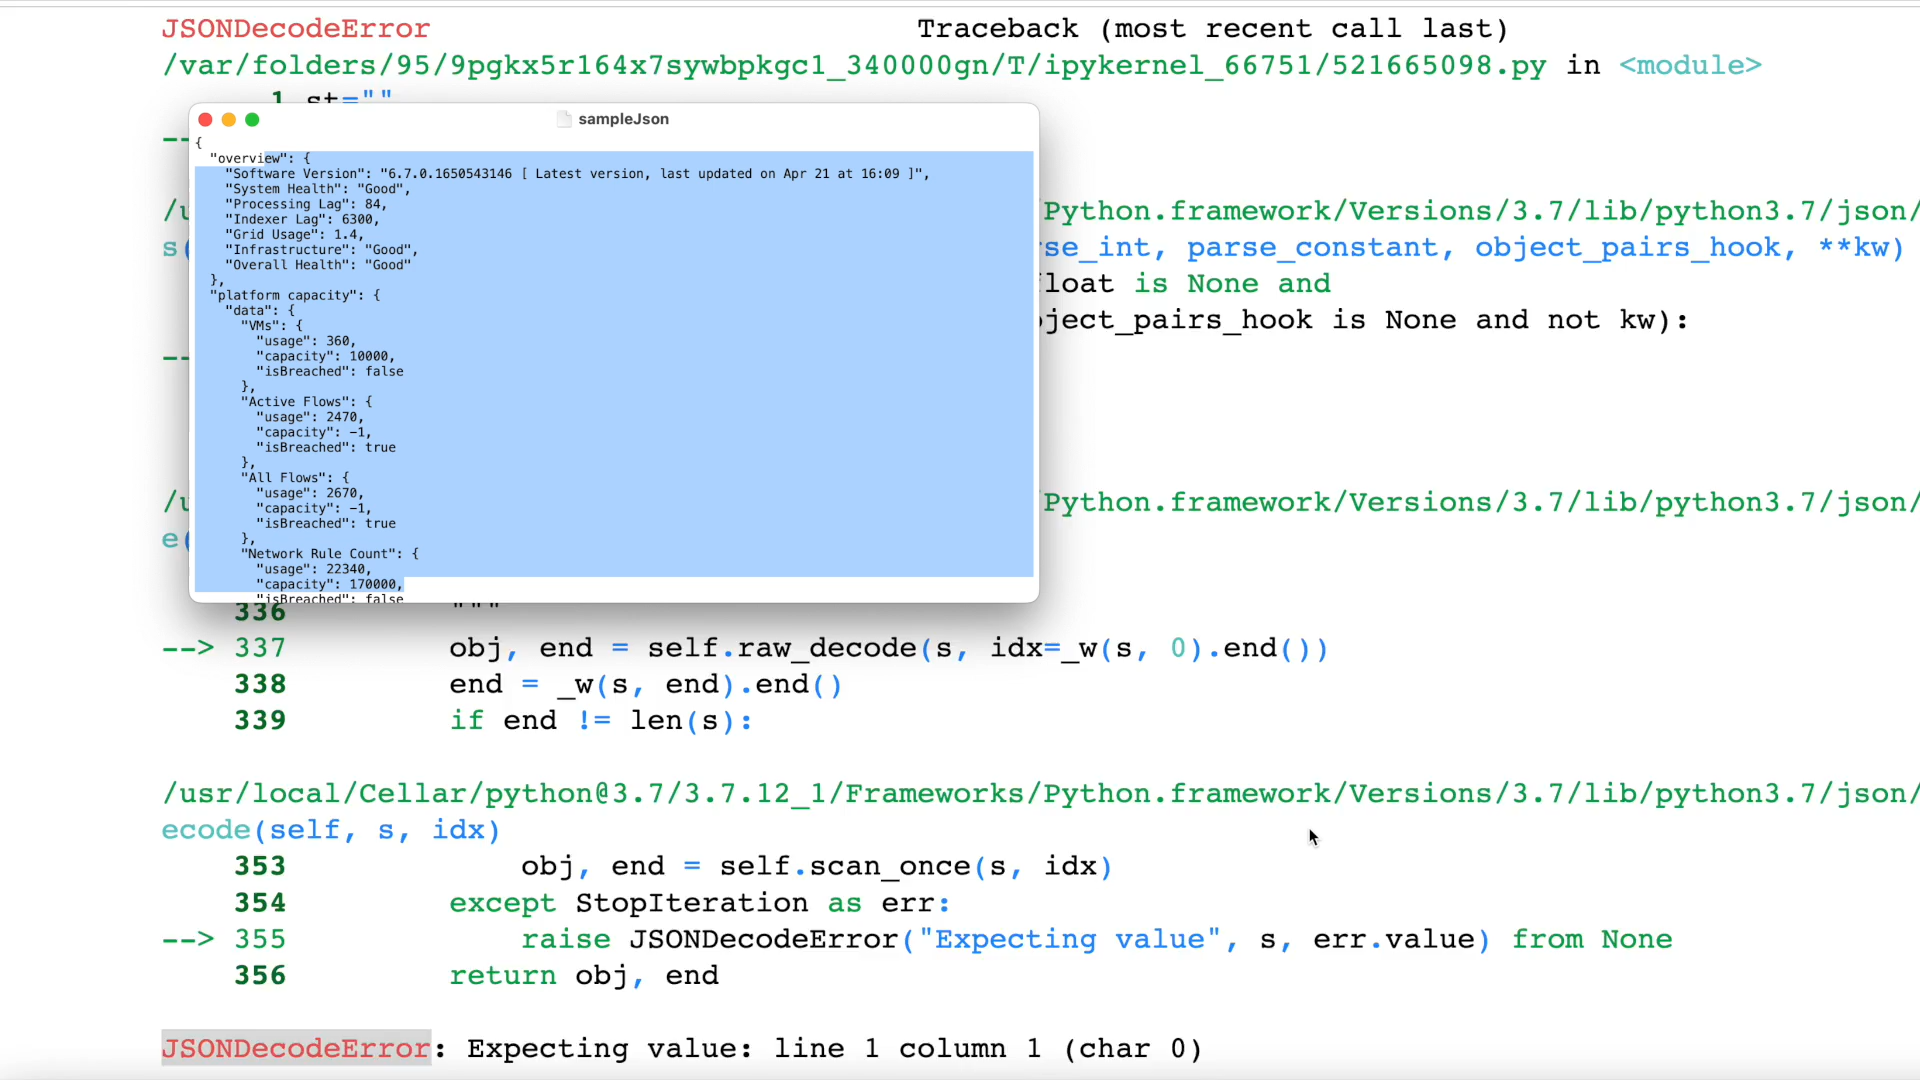 JSONDecodeError Traceback (most recent call last)
/var/folders/95/9pgkx5r164x7sywbpkgc1_340000gn/T/ipykernel_66751/521665098.py in <module>
1 st=""
sampleJson
{
"overview": {
"Software Version": "6.7.0.1650543146 [ Latest version, last updated on Apr 21 at 16:09 ]",
"System Health": "Good",
"Processing Lag": 84,
"Indexer Lag": 6300,
"Grid Usage": 1.4,
"Infrastructure": "Good",
"Overall Health": "Good"
},
"platform capacity": {
"data": {
"VMs": {
"usage": 360,
"capacity": 10000,
"isBreached": false
},
"Active Flows": {
"usage": 2470,
"capacity": -1,
"isBreached": true
},
"All Flows": {
"usage": 2670,
"capacity": -1,
"isBreached": true
},
"Network Rule Count": {
"usage": 22340,
"capacity": 170000,
"isBreached": false
Python.framework/Versions/3.7/lib/python3.7/json/
se_int, parse_constant, object_pairs_hook, **kw)
float is None and
ject_pairs_hook is None and not kw):
Python.framework/Versions/3.7/lib/python3.7/json/
336 """
--> 337 obj, end = self.raw_decode(s, idx=_w(s, 0).end())
338 end = _w(s, end).end()
339 if end != len(s):
/usr/local/Cellar/python@3.7/3.7.12_1/Frameworks/Python.framework/Versions/3.7/lib/python3.7/json/
ecode(self, s, idx)
353 obj, end = self.scan_once(s, idx)
354 except StopIteration as err:
--> 355 raise JSONDecodeError("Expecting value", s, err.value) from None
356 return obj, end
JSONDecodeError: Expecting value: line 1 column 1 (char 0)